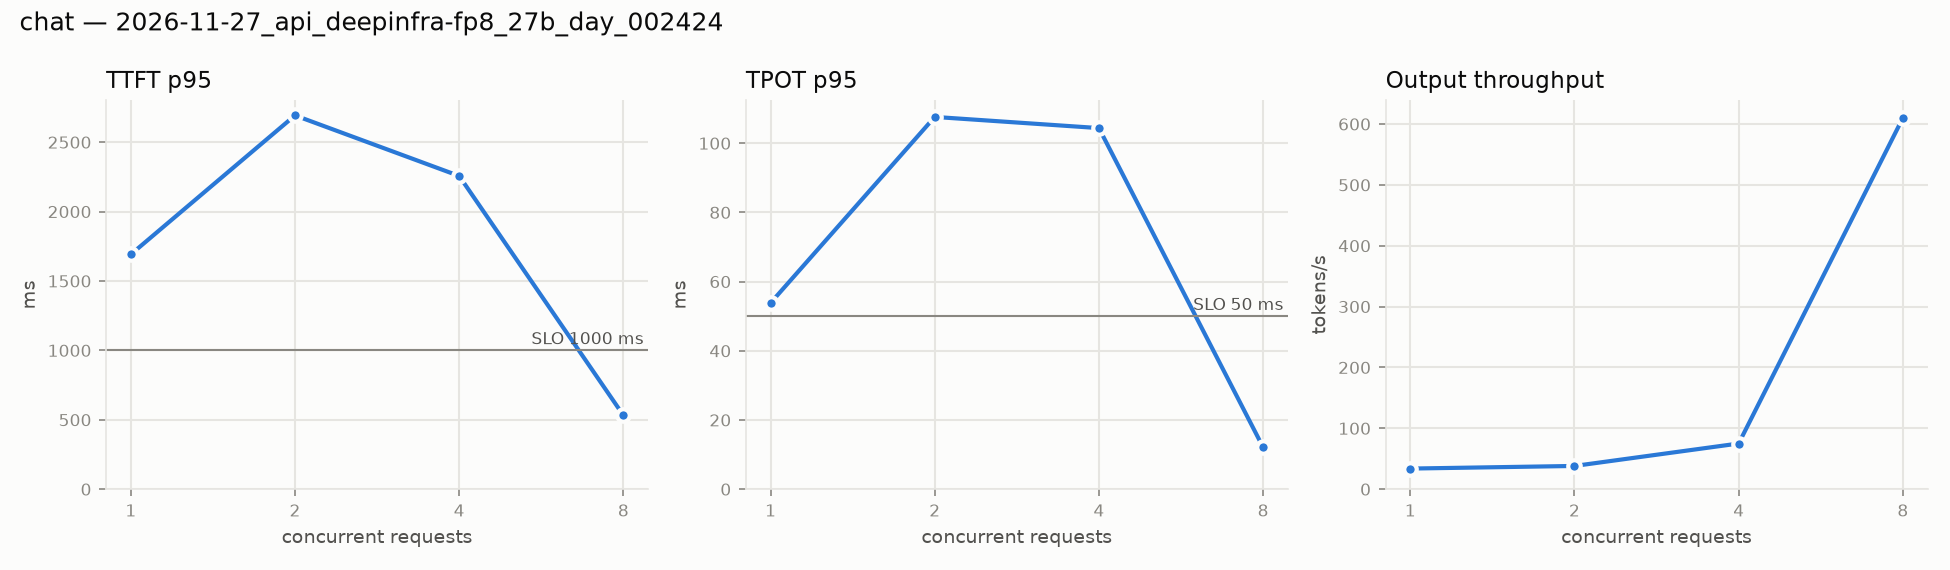 chat — 2026-11-27_api_deepinfra-fp8_27b_day_002424
TTFT p95
ms
2500
2000
1500
1000
500
0
SLO 1000 ms
1 2 4 8
concurrent requests
TPOT p95
ms
100
80
60
40
20
0
SLO 50 ms
1 2 4 8
concurrent requests
Output throughput
tokens/s
600
500
400
300
200
100
0
1 2 4 8
concurrent requests